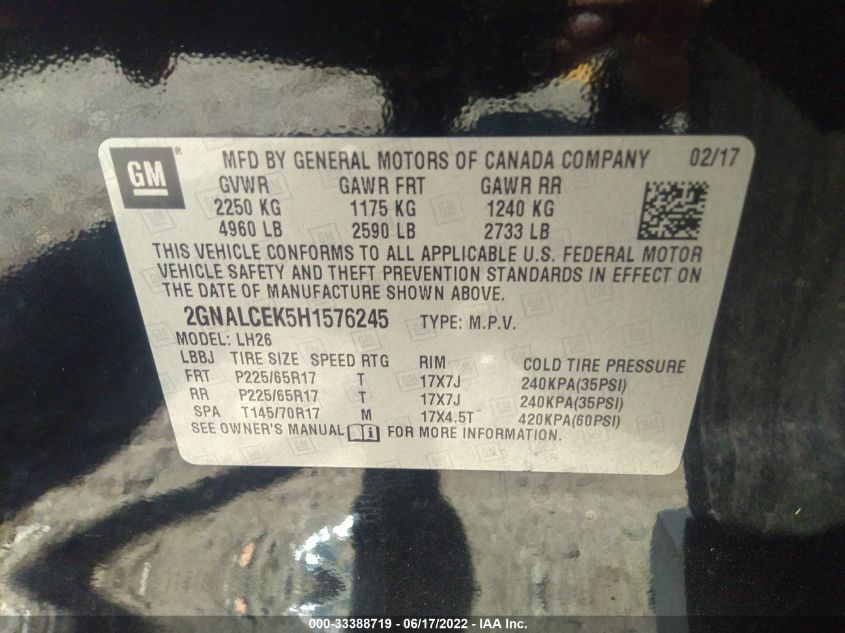 GM ® MFD BY GENERAL MOTORS OF CANADA COMPANY 02/17
GVWR GAWR FRT GAWR RR
2250 KG 1175 KG 1240 KG
4960 LB 2590 LB 2733 LB
THIS VEHICLE CONFORMS TO ALL APPLICABLE U.S. FEDERAL MOTOR
VEHICLE SAFETY AND THEFT PREVENTION STANDARDS IN EFFECT ON
THE DATE OF MANUFACTURE SHOWN ABOVE.
2GNALCEK5H1576245 TYPE: M.P.V.
MODEL: LH26
LBBJ TIRE SIZE SPEED RTG RIM COLD TIRE PRESSURE
FRT P225/65R17 T 17X7J 240KPA(35PSI)
RR P225/65R17 T 17X7J 240KPA(35PSI)
SPA T145/70R17 M 17X4.5T 420KPA(60PSI)
SEE OWNER'S MANUAL FOR MORE INFORMATION.
000-33388719 - 06/17/2022 - IAA Inc.